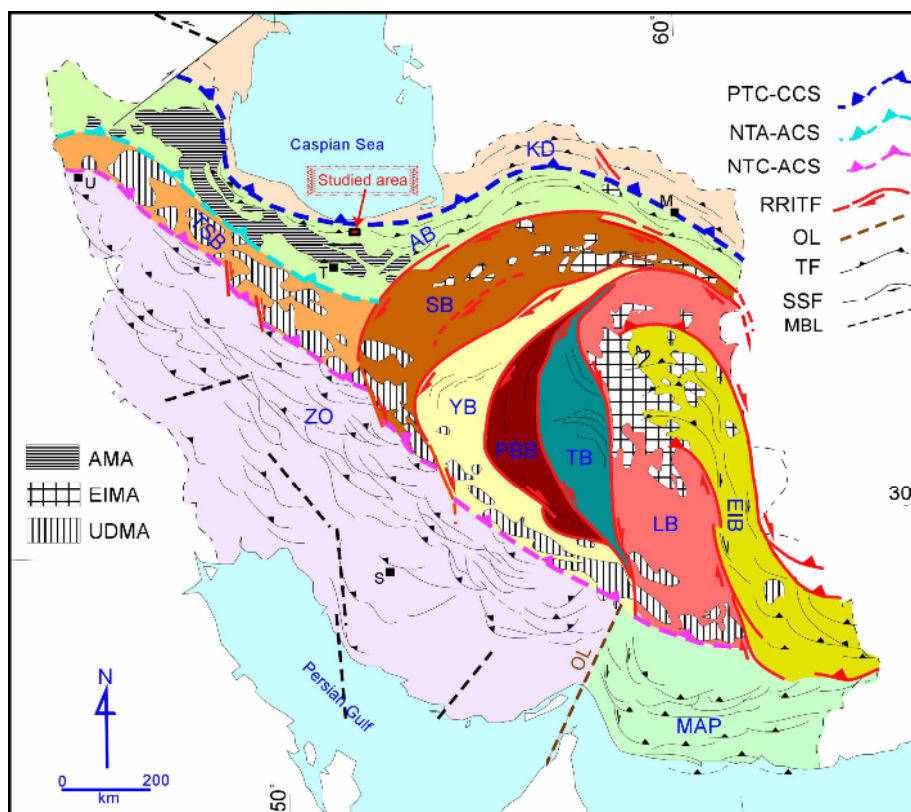 60
PTC-CCS
NTA-ACS
NTC-ACS
RRITF
OL
TF
SSF
MBL
Caspian Sea
KD
Studied area
M
U
AB
TSB
T
SB
ZO
YB
PBB
TB
LB
EIB
30
AMA
EIMA
UDMA
S
OL
Persian Gulf
MAP
N
0 200
km
50